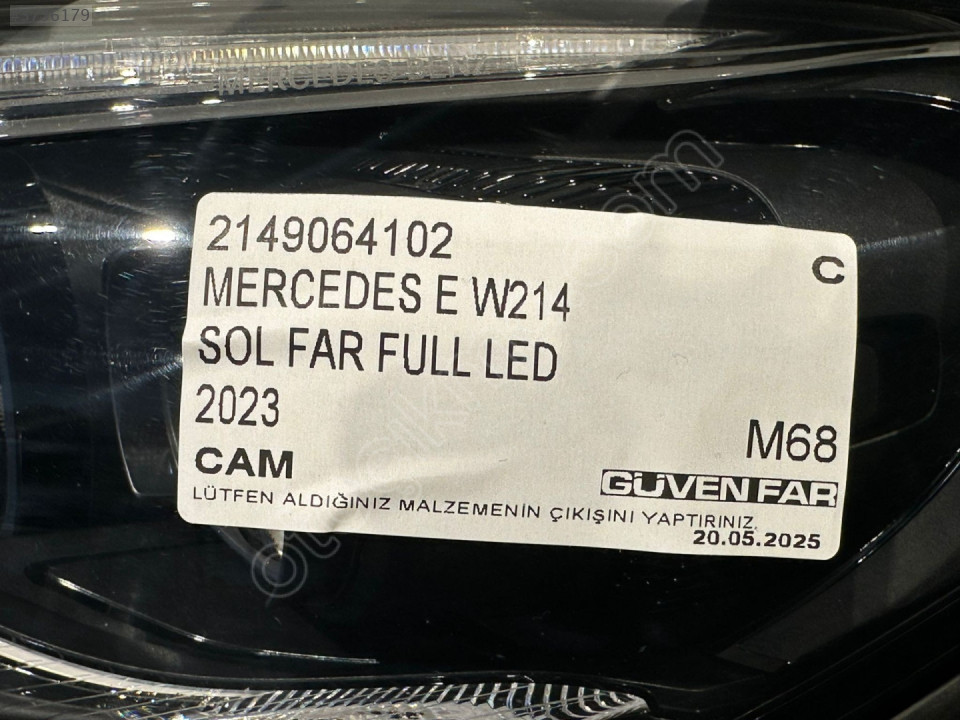 MERCEDES-BENZ
2149064102
C
MERCEDES E W214
SOL FAR FULL LED
2023
M68
CAM
GÜVEN FAR
LÜTFEN ALDIĞINIZ MALZEMENİN ÇIKIŞINI YAPTIRINIZ.
20.05.2025